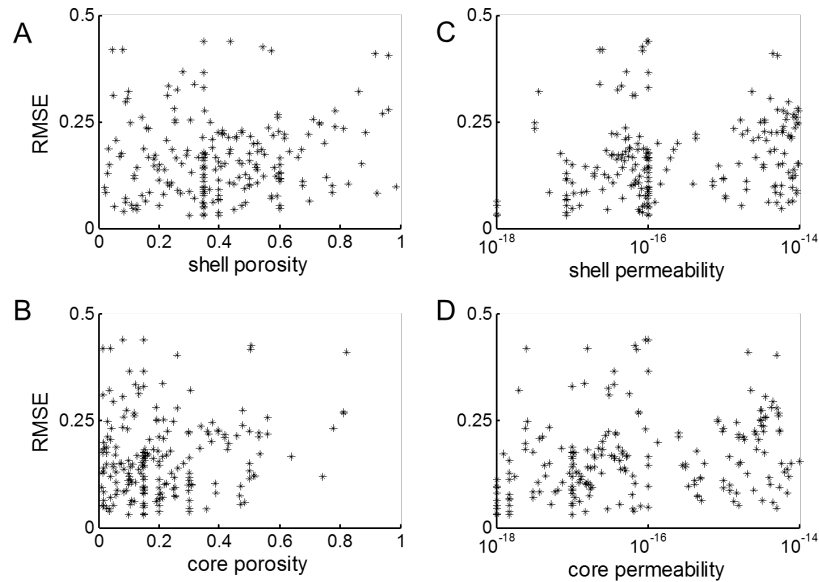 A
RMSE
0.5
0.25
0
0 0.2 0.4 0.6 0.8 1
shell porosity
C
0.5
0.25
0
10⁻¹⁸ 10⁻¹⁶ 10⁻¹⁴
shell permeability
B
RMSE
0.5
0.25
0
0 0.2 0.4 0.6 0.8 1
core porosity
D
0.5
0.25
0
10⁻¹⁸ 10⁻¹⁶ 10⁻¹⁴
core permeability